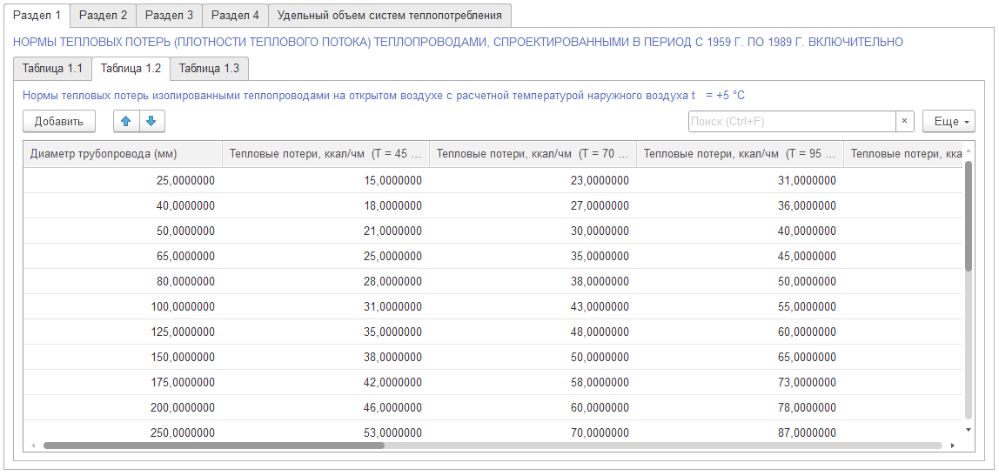 Раздел 1 Раздел 2 Раздел 3 Раздел 4 Удельный объем систем теплопотребления
НОРМЫ ТЕПЛОВЫХ ПОТЕРЬ (ПЛОТНОСТИ ТЕПЛОВОГО ПОТОКА) ТЕПЛОПРОВОДАМИ, СПРОЕКТИРОВАННЫМИ В ПЕРИОД С 1959 Г. ПО 1989 Г. ВКЛЮЧИТЕЛЬНО
Таблица 1.1 Таблица 1.2 Таблица 1.3
Нормы тепловых потерь изолированными теплопроводами на открытом воздухе с расчетной температурой наружного воздуха t = +5 °C
Добавить Поиск (Ctrl+F) × Еще
Диаметр трубопровода (мм) Тепловые потери, ккал/чм (Т = 45 ... Тепловые потери, ккал/чм (Т = 70 ... Тепловые потери, ккал/чм (Т = 95 ... Тепловые потери, кка
25,0000000 15,0000000 23,0000000 31,0000000
40,0000000 18,0000000 27,0000000 36,0000000
50,0000000 21,0000000 30,0000000 40,0000000
65,0000000 25,0000000 35,0000000 45,0000000
80,0000000 28,0000000 38,0000000 50,0000000
100,0000000 31,0000000 43,0000000 55,0000000
125,0000000 35,0000000 48,0000000 60,0000000
150,0000000 38,0000000 50,0000000 65,0000000
175,0000000 42,0000000 58,0000000 73,0000000
200,0000000 46,0000000 60,0000000 78,0000000
250,0000000 53,0000000 70,0000000 87,0000000